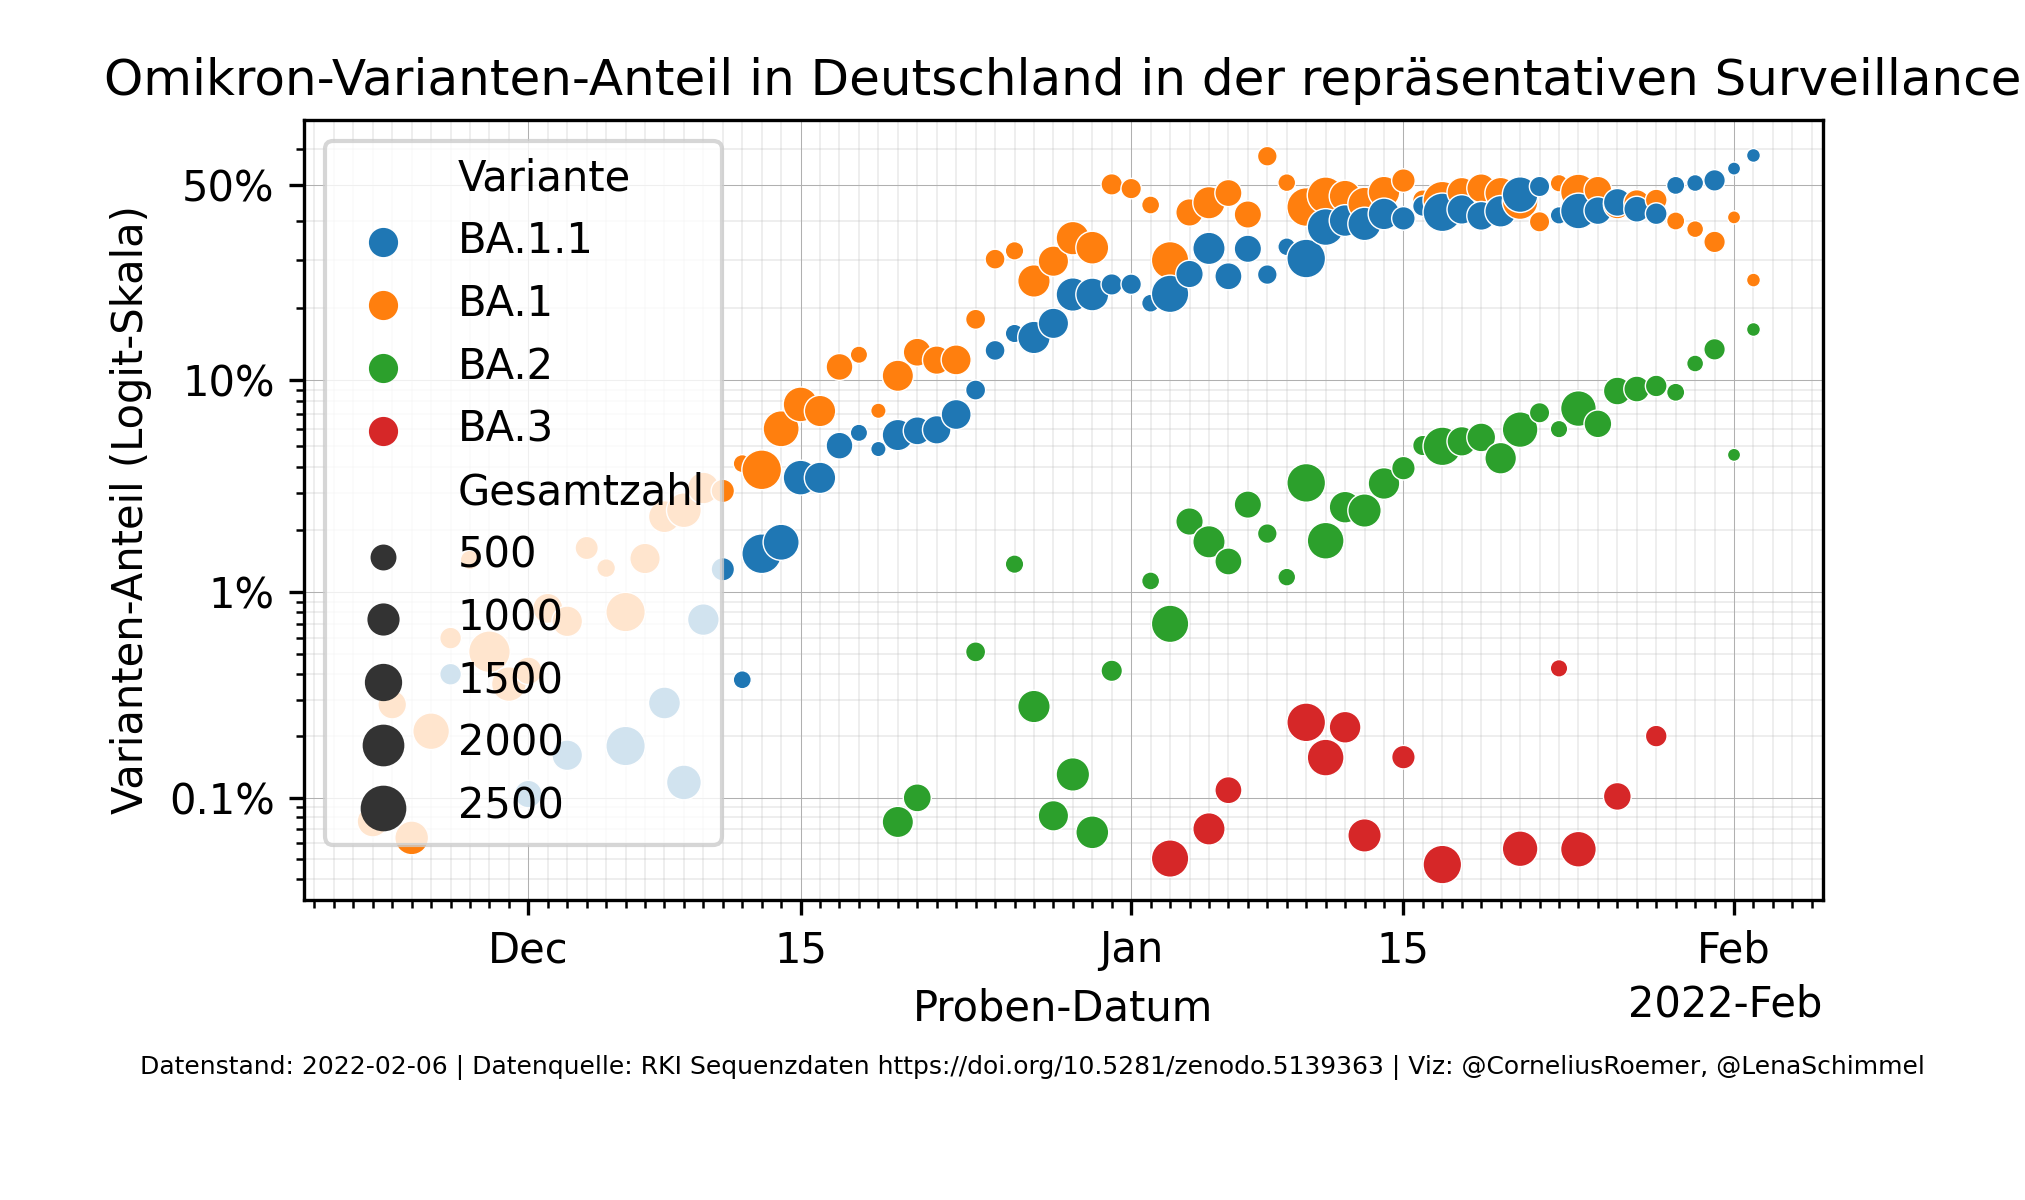 Omikron-Varianten-Anteil in Deutschland in der repräsentativen Surveillance
Varianten-Anteil (Logit-Skala)
50%
10%
1%
0.1%
Variante
BA.1.1
BA.1
BA.2
BA.3
Gesamtzahl
500
1000
1500
2000
2500
Dec 15 Jan 15 Feb
Proben-Datum
2022-Feb
Datenstand: 2022-02-06 | Datenquelle: RKI Sequenzdaten https://doi.org/10.5281/zenodo.5139363 | Viz: @CorneliusRoemer, @LenaSchimmel